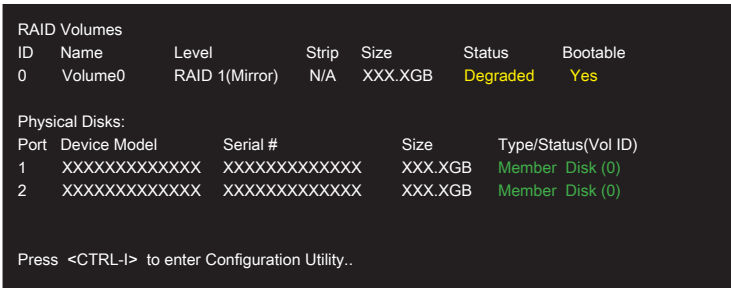 RAID Volumes
ID Name Level Strip Size Status Bootable
0 Volume0 RAID 1(Mirror) N/A XXX.XGB Degraded Yes
Physical Disks:
Port Device Model Serial # Size Type/Status(Vol ID)
1 XXXXXXXXXXXXX XXXXXXXXXXXXX XXX.XGB Member Disk (0)
2 XXXXXXXXXXXXX XXXXXXXXXXXXX XXX.XGB Member Disk (0)
Press <CTRL-I> to enter Configuration Utility..